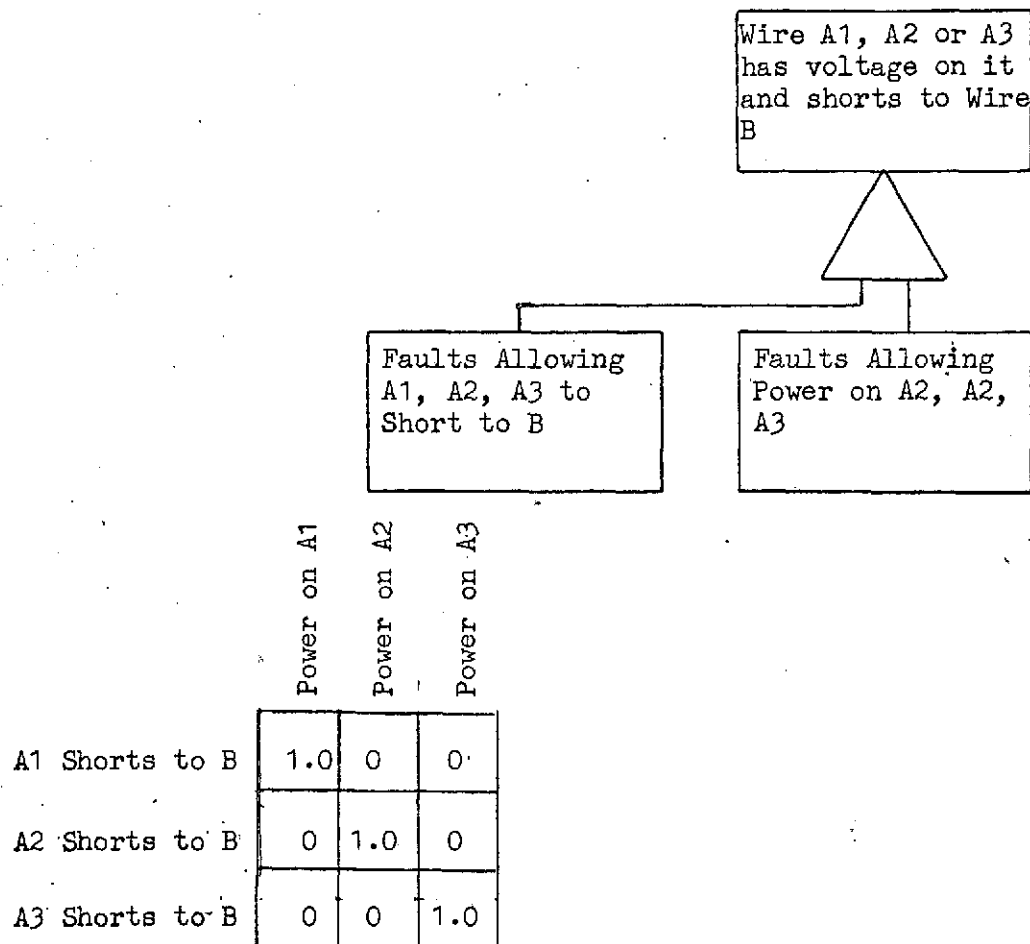 Wire A1, A2 or A3
has voltage on it
and shorts to Wire
B
Faults Allowing
A1, A2, A3 to
Short to B
Faults Allowing
Power on A2, A2,
A3
Power on A1
Power on A2
Power on A3
A1 Shorts to B 1.0 0 0
A2 Shorts to B 0 1.0 0
A3 Shorts to B 0 0 1.0